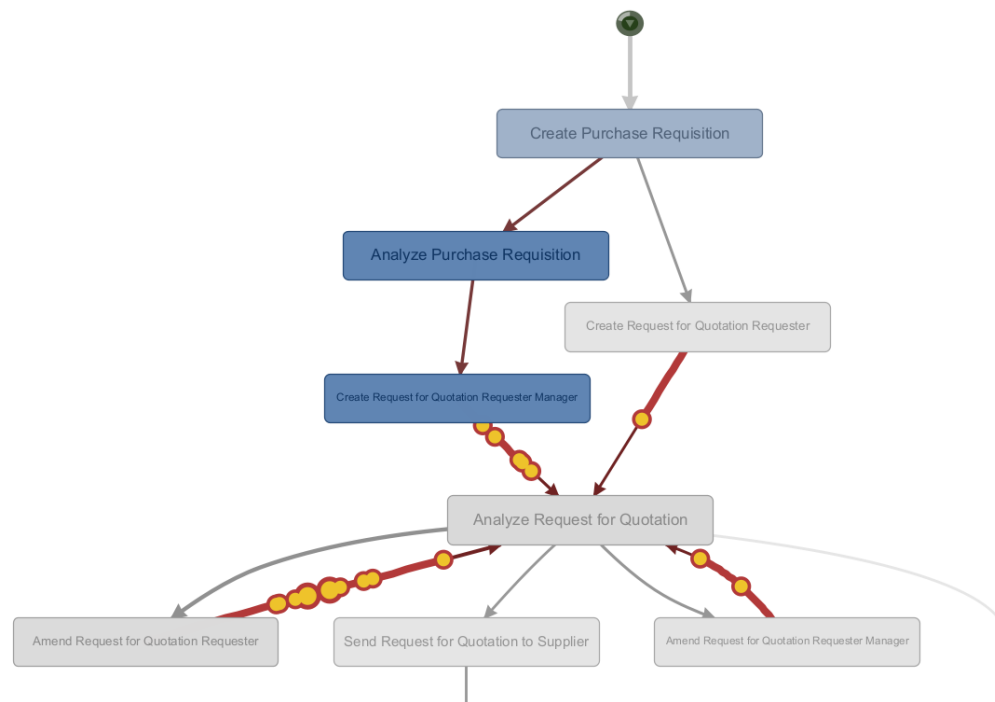 Create Purchase Requisition
Analyze Purchase Requisition
Create Request for Quotation Requester
Create Request for Quotation Requester Manager
Analyze Request for Quotation
Amend Request for Quotation Requester
Send Request for Quotation to Supplier
Amend Request for Quotation Requester Manager